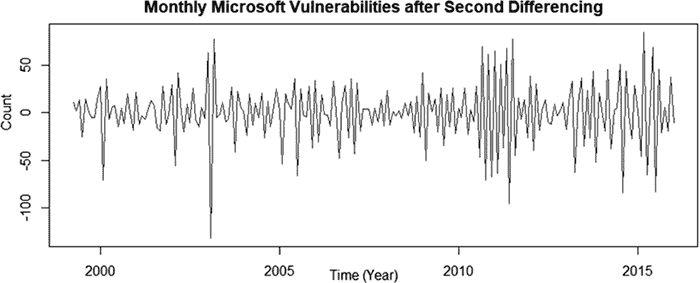 Monthly Microsoft Vulnerabilities after Second Differencing
Count
50
0
-50
-100
2000
2005
2010
2015
Time (Year)